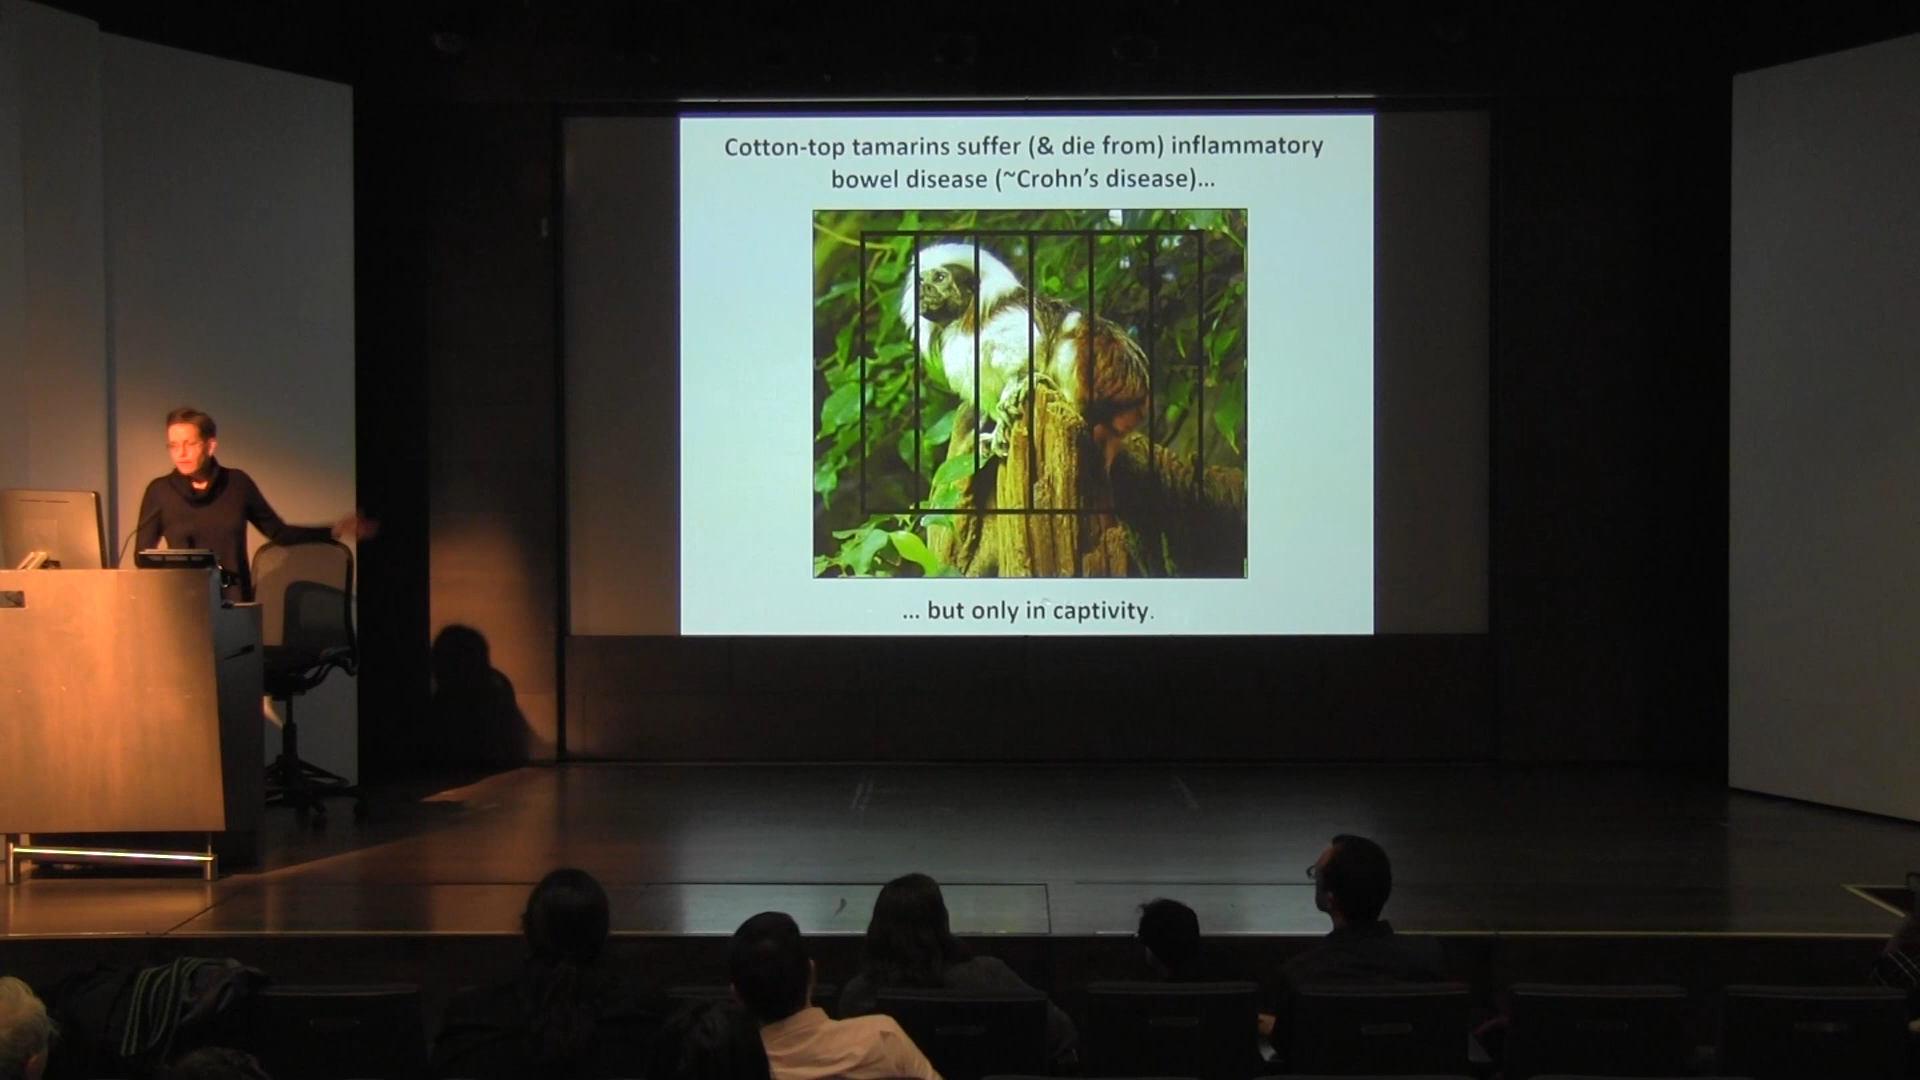 Cotton-top tamarins suffer (& die from) inflammatory
bowel disease (~Crohn's disease)...
... but only in captivity.